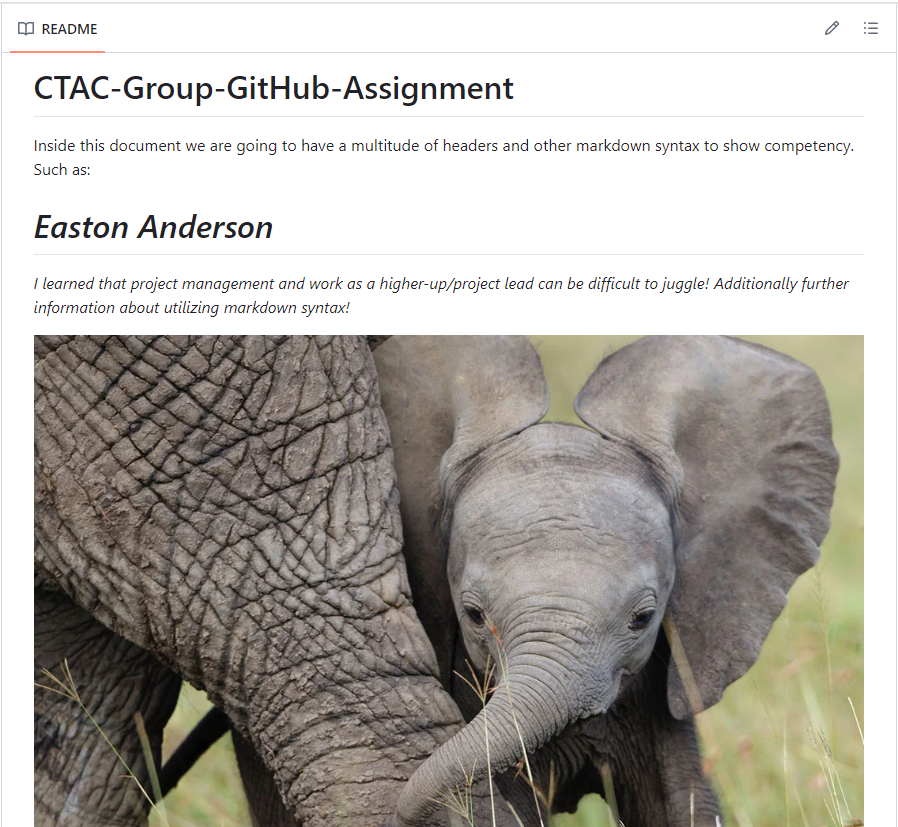 README
CTAC-Group-GitHub-Assignment
Inside this document we are going to have a multitude of headers and other markdown syntax to show competency.
Such as:
Easton Anderson
I learned that project management and work as a higher-up/project lead can be difficult to juggle! Additionally further
information about utilizing markdown syntax!